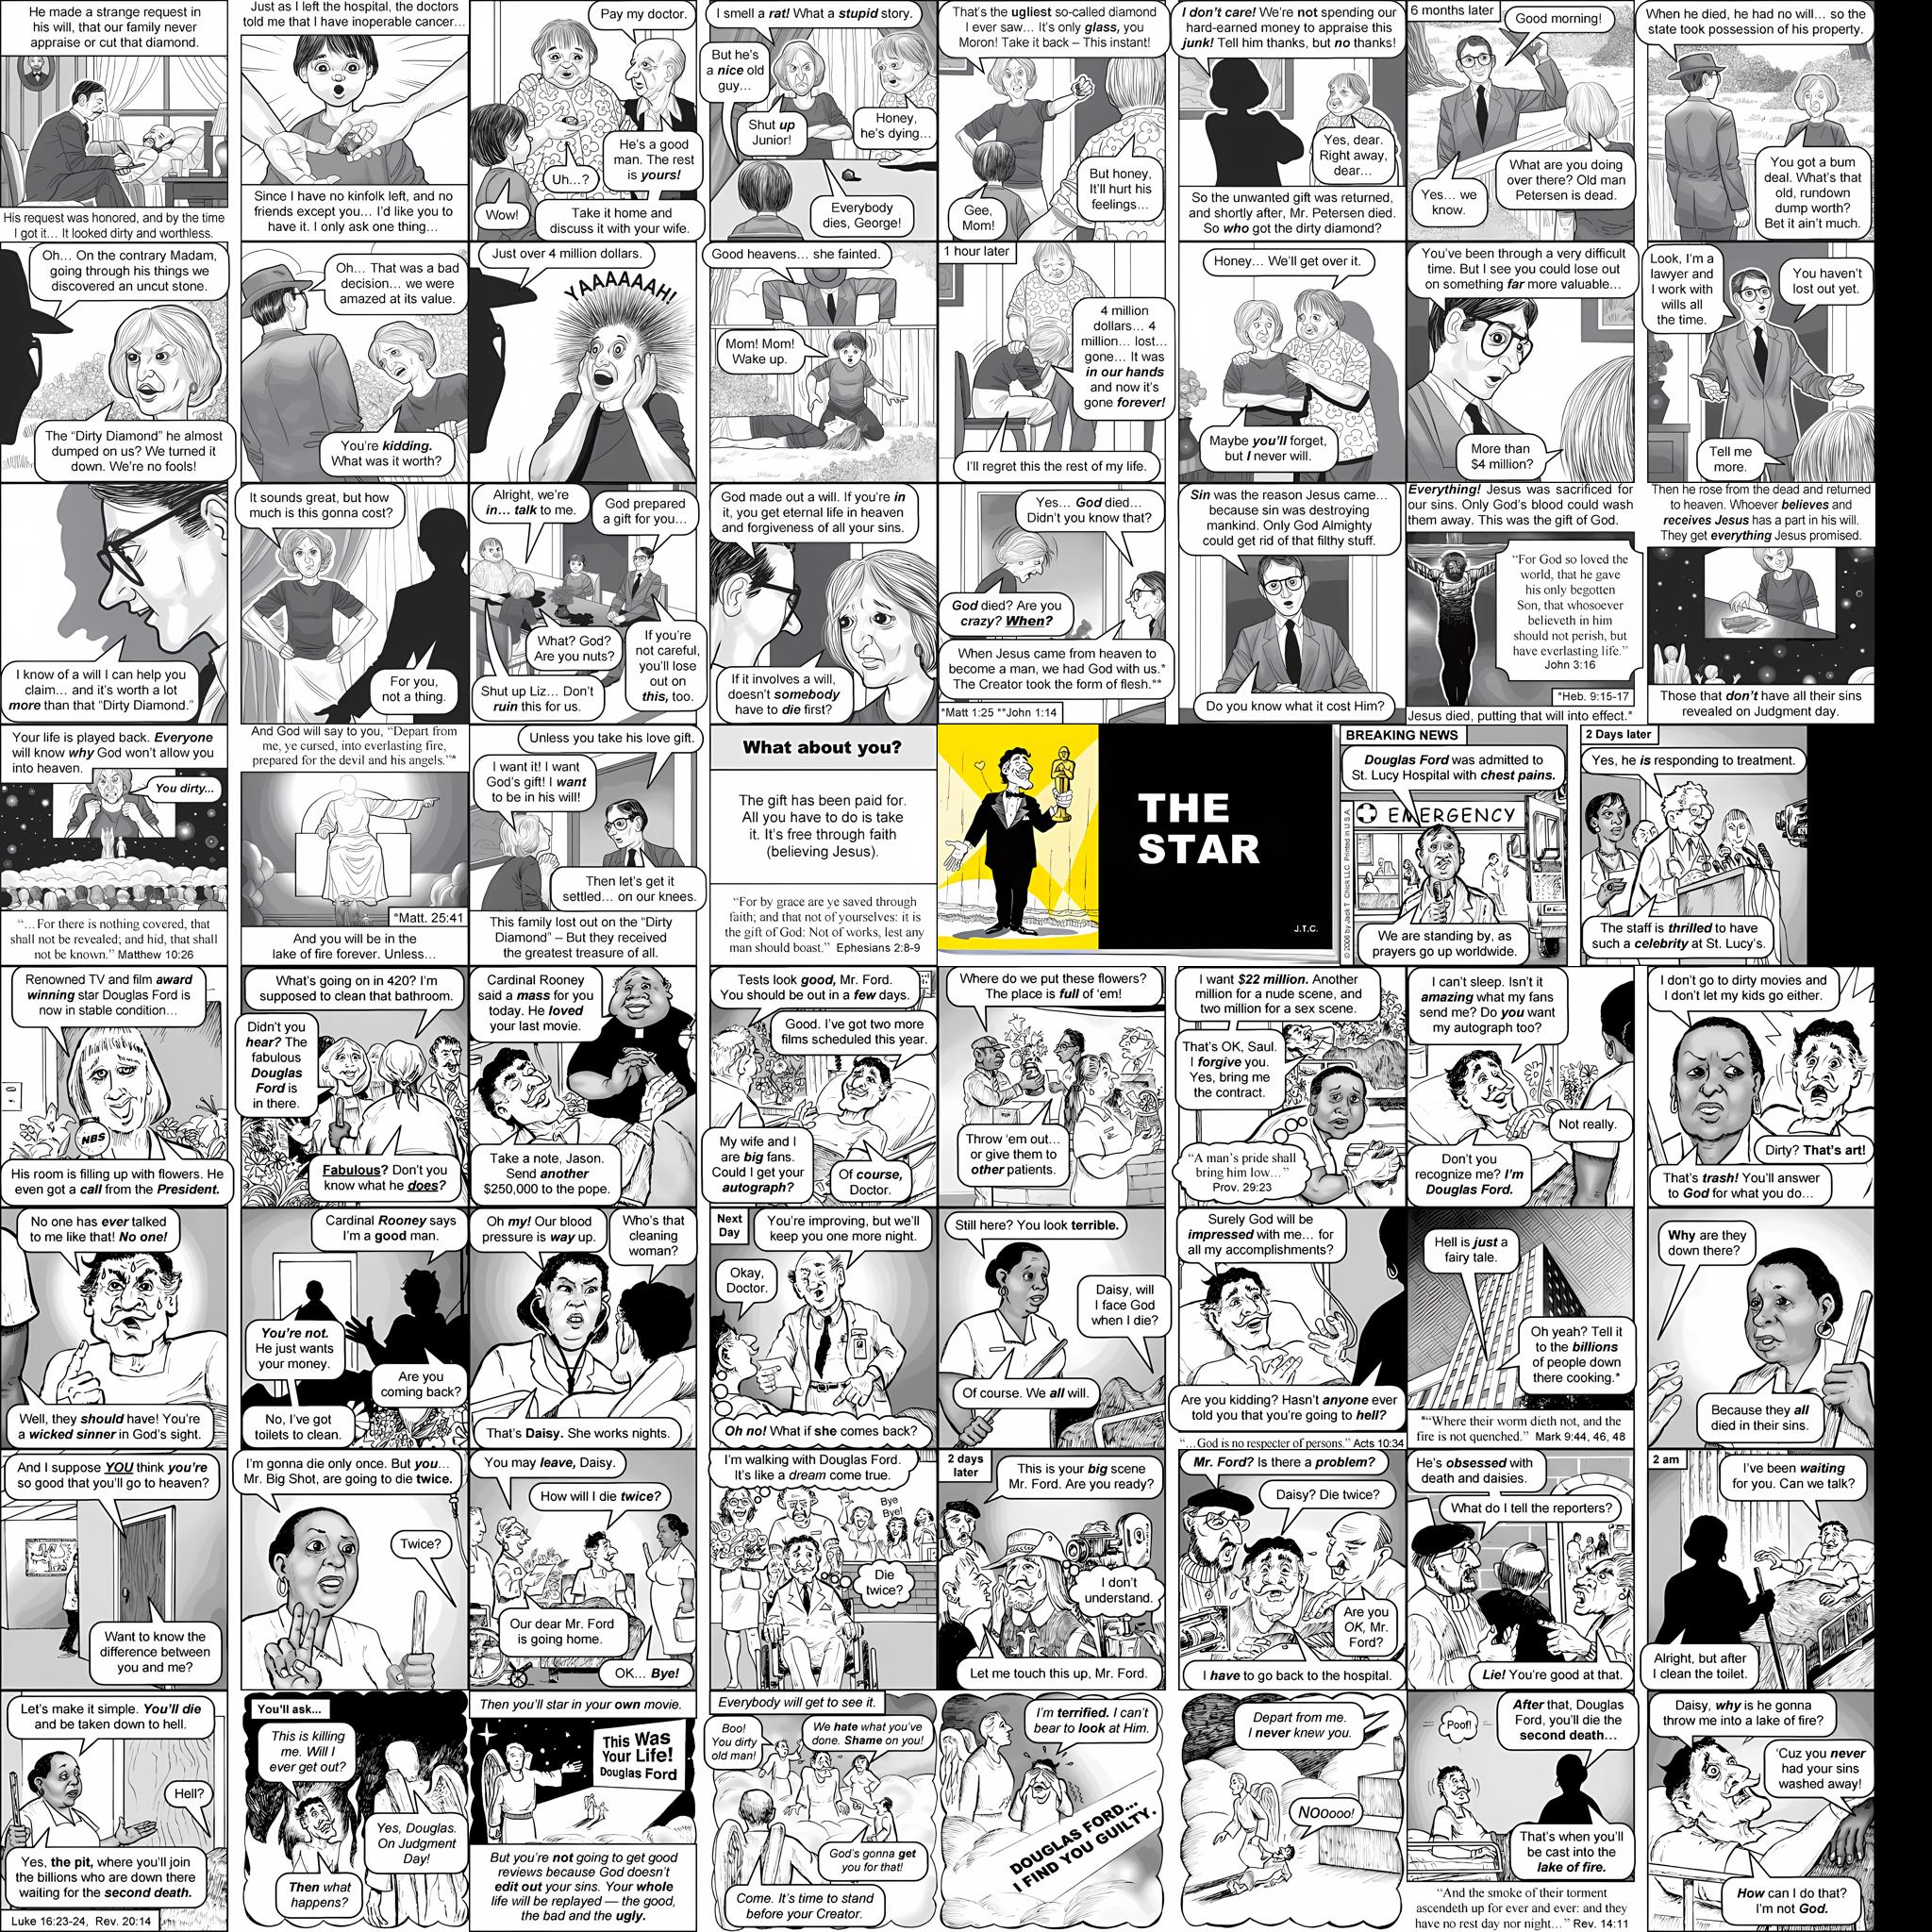 He made a strange request in
his will, that our family never
appraise or cut that diamond.
His request was honored, and by the time
I got it... It looked dirty and worthless.
Just as I left the hospital, the doctors
told me that I have inoperable cancer...
Since I have no kinfolk left, and no
friends except you... I'd like you to
have it. I only ask one thing...
Pay my doctor.
He's a good
man. The rest
is yours!
Uh...?
Wow!
Take it home and
discuss it with your wife.
I smell a rat! What a stupid story.
But he's
a nice old
guy...
Shut up
Junior!
Honey,
he's dying...
Everybody
dies, George!
That's the ugliest so-called diamond
I ever saw... It's only glass, you
Moron! Take it back – This instant!
But honey,
It'll hurt his
feelings...
Gee,
Mom!
I don't care! We're not spending our
hard-earned money to appraise this
junk! Tell him thanks, but no thanks!
Yes, dear.
Right away,
dear...
So the unwanted gift was returned,
and shortly after, Mr. Petersen died.
So who got the dirty diamond?
6 months later
Good morning!
What are you doing
over there? Old man
Petersen is dead.
Yes... we
know.
When he died, he had no will... so the
state took possession of his property.
You got a bum
deal. What's that
old, rundown
dump worth?
Bet it ain't much.
Oh... On the contrary Madam,
going through his things we
discovered an uncut stone.
The "Dirty Diamond" he almost
dumped on us? We turned it
down. We're no fools!
Oh... That was a bad
decision... we were
amazed at its value.
You're kidding.
What was it worth?
Just over 4 million dollars.
YAAAAAAH!
Good heavens... she fainted.
Mom! Mom!
Wake up.
1 hour later
4 million
dollars... 4
million... lost...
gone... It was
in our hands
and now it's
gone forever!
I'll regret this the rest of my life.
Honey... We'll get over it.
Maybe you'll forget,
but I never will.
You've been through a very difficult
time. But I see you could lose out
on something far more valuable...
More than
$4 million?
Look, I'm a
lawyer and
I work with
wills all
the time.
You haven't
lost out yet.
Tell me
more.
I know of a will I can help you
claim... and it's worth a lot
more than that "Dirty Diamond."
It sounds great, but how
much is this gonna cost?
For you,
not a thing.
Alright, we're
in... talk to me.
God prepared
a gift for you...
What? God?
Are you nuts?
Shut up Liz... Don't
ruin this for us.
If you're
not careful,
you'll lose
out on
this, too.
God made out a will. If you're in
it, you get eternal life in heaven
and forgiveness of all your sins.
If it involves a will,
doesn't somebody
have to die first?
Yes... God died...
Didn't you know that?
God died? Are you
crazy? When?
When Jesus came from heaven to
become a man, we had God with us.*
The Creator took the form of flesh.**
*Matt 1:25 **John 1:14
Sin was the reason Jesus came...
because sin was destroying
mankind. Only God Almighty
could get rid of that filthy stuff.
Do you know what it cost Him?
Everything! Jesus was sacrificed for
our sins. Only God's blood could wash
them away. This was the gift of God.
"For God so loved the
world, that he gave
his only begotten
Son, that whosoever
believeth in him
should not perish, but
have everlasting life."
John 3:16
*Heb. 9:15-17
Jesus died, putting that will into effect.*
Then he rose from the dead and returned
to heaven. Whoever believes and
receives Jesus has a part in his will.
They get everything Jesus promised.
Those that don't have all their sins
revealed on Judgment day.
Your life is played back. Everyone
will know why God won't allow you
into heaven.
You dirty...
"...For there is nothing covered, that
shall not be revealed; and hid, that shall
not be known." Matthew 10:26
And God will say to you, "Depart from
me, ye cursed, into everlasting fire,
prepared for the devil and his angels."*
*Matt. 25:41
And you will be in the
lake of fire forever. Unless...
Unless you take his love gift.
I want it! I want
God's gift! I want
to be in his will!
Then let's get it
settled... on our knees.
This family lost out on the "Dirty
Diamond" – But they received
the greatest treasure of all.
What about you?
The gift has been paid for.
All you have to do is take
it. It's free through faith
(believing Jesus).
"For by grace are ye saved through
faith; and that not of yourselves: it is
the gift of God: Not of works, lest any
man should boast." Ephesians 2:8-9
THE
STAR
J.T.C.
BREAKING NEWS
Douglas Ford was admitted to
St. Lucy Hospital with chest pains.
EMERGENCY
© 2008 by Jack T. Chick LLC Printed in U.S.A.
We are standing by, as
prayers go up worldwide.
2 Days later
Yes, he is responding to treatment.
The staff is thrilled to have
such a celebrity at St. Lucy's.
Renowned TV and film award
winning star Douglas Ford is
now in stable condition...
NBS
His room is filling up with flowers. He
even got a call from the President.
What's going on in 420? I'm
supposed to clean that bathroom.
Didn't you
hear? The
fabulous
Douglas
Ford is
in there.
Fabulous? Don't you
know what he does?
Cardinal Rooney
said a mass for you
today. He loved
your last movie.
Take a note, Jason.
Send another
$250,000 to the pope.
Tests look good, Mr. Ford.
You should be out in a few days.
Good. I've got two more
films scheduled this year.
My wife and I
are big fans.
Could I get your
autograph?
Of course,
Doctor.
Where do we put these flowers?
The place is full of 'em!
Throw 'em out...
or give them to
other patients.
I want $22 million. Another
million for a nude scene, and
two million for a sex scene.
That's OK, Saul.
I forgive you.
Yes, bring me
the contract.
"A man's pride shall
bring him low..."
Prov. 29:23
I can't sleep. Isn't it
amazing what my fans
send me? Do you want
my autograph too?
Not really.
Don't you
recognize me? I'm
Douglas Ford.
I don't go to dirty movies and
I don't let my kids go either.
Dirty? That's art!
That's trash! You'll answer
to God for what you do...
No one has ever talked
to me like that! No one!
Well, they should have! You're
a wicked sinner in God's sight.
Cardinal Rooney says
I'm a good man.
You're not.
He just wants
your money.
Are you
coming back?
No, I've got
toilets to clean.
Oh my! Our blood
pressure is way up.
Who's that
cleaning
woman?
That's Daisy. She works nights.
Next
Day
You're improving, but we'll
keep you one more night.
Okay,
Doctor.
Oh no! What if she comes back?
Still here? You look terrible.
Daisy, will
I face God
when I die?
Of course. We all will.
Surely God will be
impressed with me... for
all my accomplishments?
Are you kidding? Hasn't anyone ever
told you that you're going to hell?
"...God is no respecter of persons." Acts 10:34
Hell is just a
fairy tale.
Oh yeah? Tell it
to the billions
of people down
there cooking.*
*"Where their worm dieth not, and the
fire is not quenched." Mark 9:44, 46, 48
Why are they
down there?
Because they all
died in their sins.
And I suppose YOU think you're
so good that you'll go to heaven?
Want to know the
difference between
you and me?
I'm gonna die only once. But you...
Mr. Big Shot, are going to die twice.
Twice?
You may leave, Daisy.
How will I die twice?
Our dear Mr. Ford
is going home.
OK... Bye!
I'm walking with Douglas Ford.
It's like a dream come true.
Bye
Bye!
Die
twice?
2 days
later
This is your big scene
Mr. Ford. Are you ready?
I don't
understand.
Let me touch this up, Mr. Ford.
Mr. Ford? Is there a problem?
Daisy? Die twice?
Are you
OK, Mr.
Ford?
I have to go back to the hospital.
He's obsessed with
death and daisies.
What do I tell the reporters?
Lie! You're good at that.
2 am
I've been waiting
for you. Can we talk?
Alright, but after
I clean the toilet.
Let's make it simple. You'll die
and be taken down to hell.
Hell?
Yes, the pit, where you'll join
the billions who are down there
waiting for the second death.
Luke 16:23-24, Rev. 20:14
You'll ask...
This is killing
me. Will I
ever get out?
Yes, Douglas.
On Judgment
Day!
Then what
happens?
Then you'll star in your own movie.
This Was
Your Life!
Douglas Ford
But you're not going to get good
reviews because God doesn't
edit out your sins. Your whole
life will be replayed — the good,
the bad and the ugly.
Everybody will get to see it.
Boo!
You dirty
old man!
We hate what you've
done. Shame on you!
God's gonna get
you for that!
Come. It's time to stand
before your Creator.
I'm terrified. I can't
bear to look at Him.
DOUGLAS FORD...
I FIND YOU GUILTY.
Depart from me.
I never knew you.
NOoooo!
Poof!
After that, Douglas
Ford, you'll die the
second death...
That's when you'll
be cast into the
lake of fire.
"And the smoke of their torment
ascendeth up for ever and ever: and they
have no rest day nor night..." Rev. 14:11
Daisy, why is he gonna
throw me into a lake of fire?
'Cuz you never
had your sins
washed away!
How can I do that?
I'm not God.